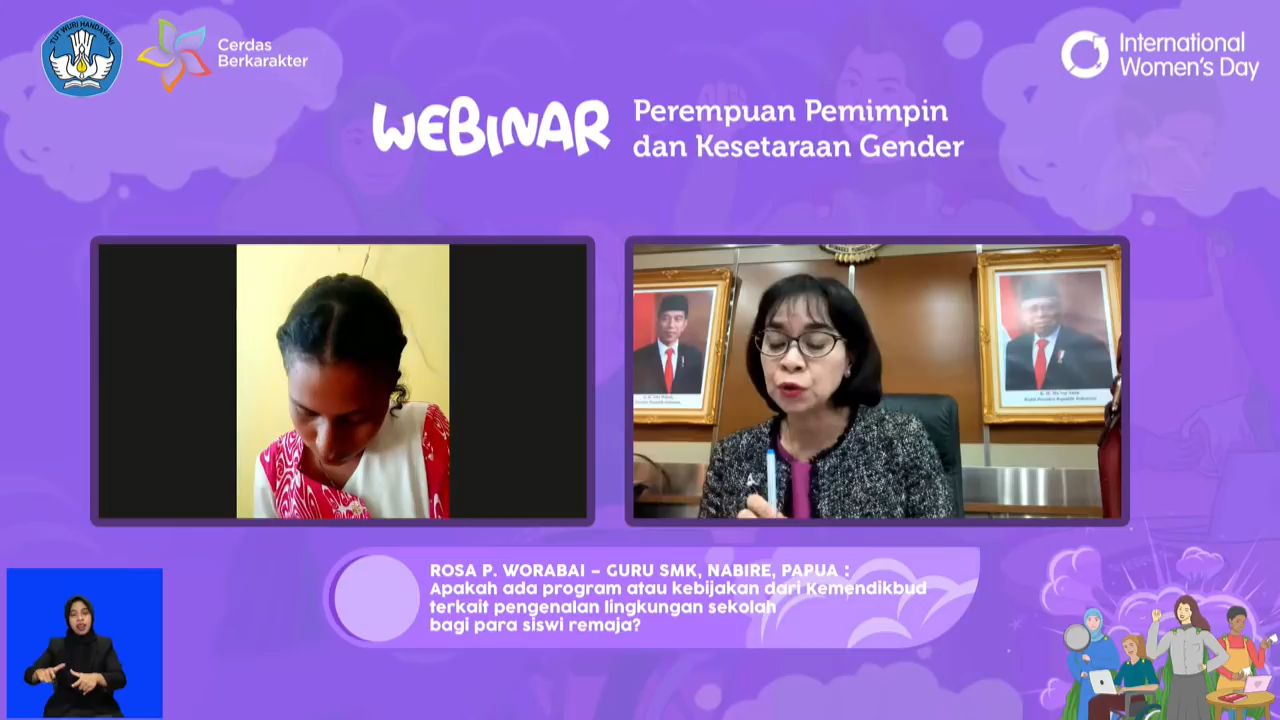 TUT WURI HANDAYANI
Cerdas
Berkarakter
International
Women's Day
WEBINAR
Perempuan Pemimpin
dan Kesetaraan Gender
ROSA P. WORABAI – GURU SMK, NABIRE, PAPUA :
Apakah ada program atau kebijakan dari Kemendikbud
terkait pengenalan lingkungan sekolah
bagi para siswi remaja?